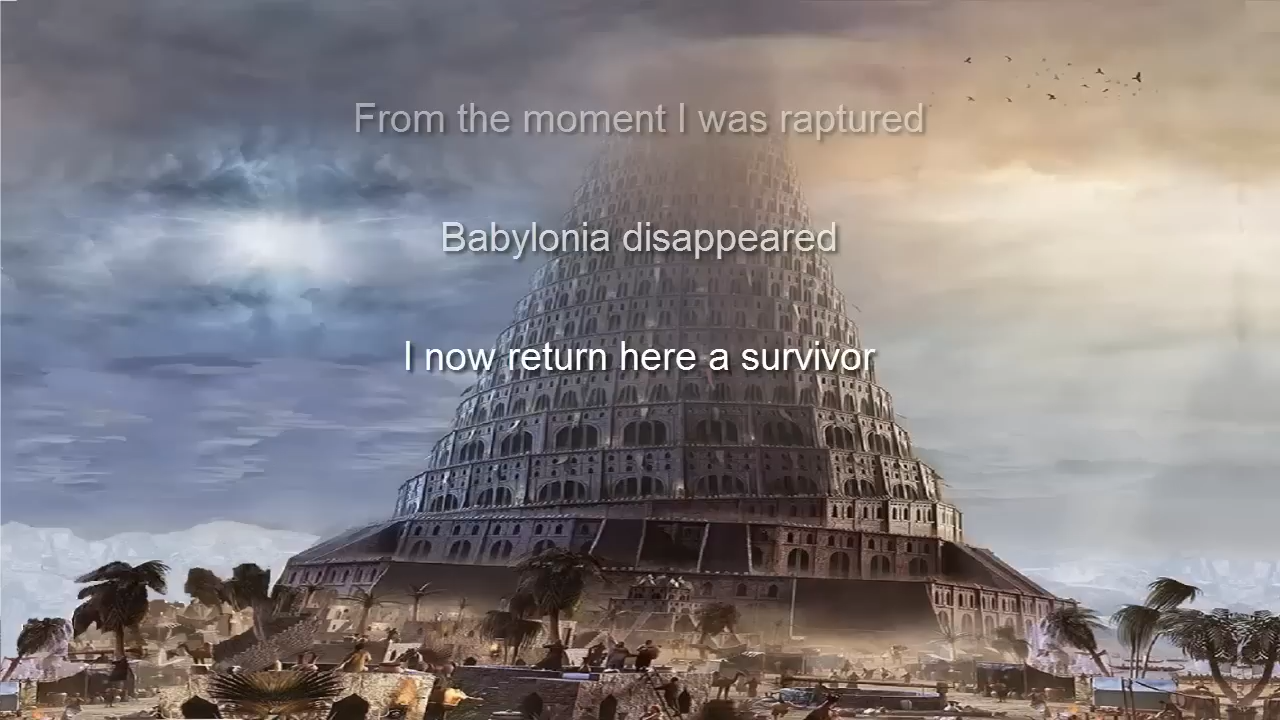 From the moment I was raptured
Babylonia disappeared
I now return here a survivor